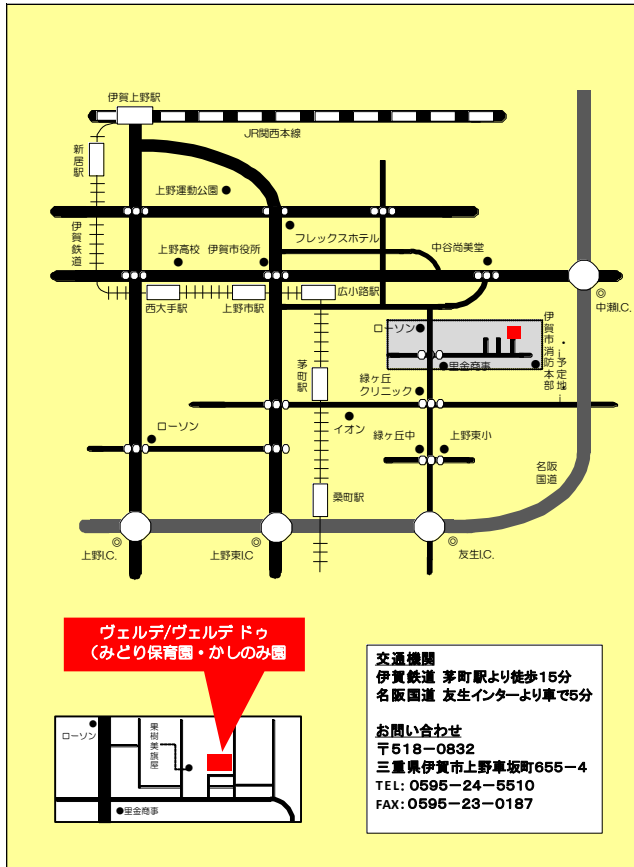 伊賀上野駅
JR関西本線
新居駅
上野運動公園
伊賀鉄道
フレックスホテル
上野高校
伊賀市役所
中谷尚美堂
西大手駅
上野市駅
広小路駅
中瀬I.C.
ローソン
伊賀市消防本部
・予定地・
里金商事
茅町駅
緑ヶ丘
クリニック
イオン
ローソン
緑ヶ丘中
上野東小
名阪
国道
桑町駅
上野I.C.
上野東I.C
友生I.C.
ヴェルデ/ヴェルデ ドゥ
（みどり保育園・かしのみ園
ローソン
果樹美旗屋
里金商事
交通機関
伊賀鉄道 茅町駅より徒歩15分
名阪国道 友生インターより車で5分
お問い合わせ
〒518－0832
三重県伊賀市上野車坂町655－4
TEL: 0595－24－5510
FAX: 0595－23－0187